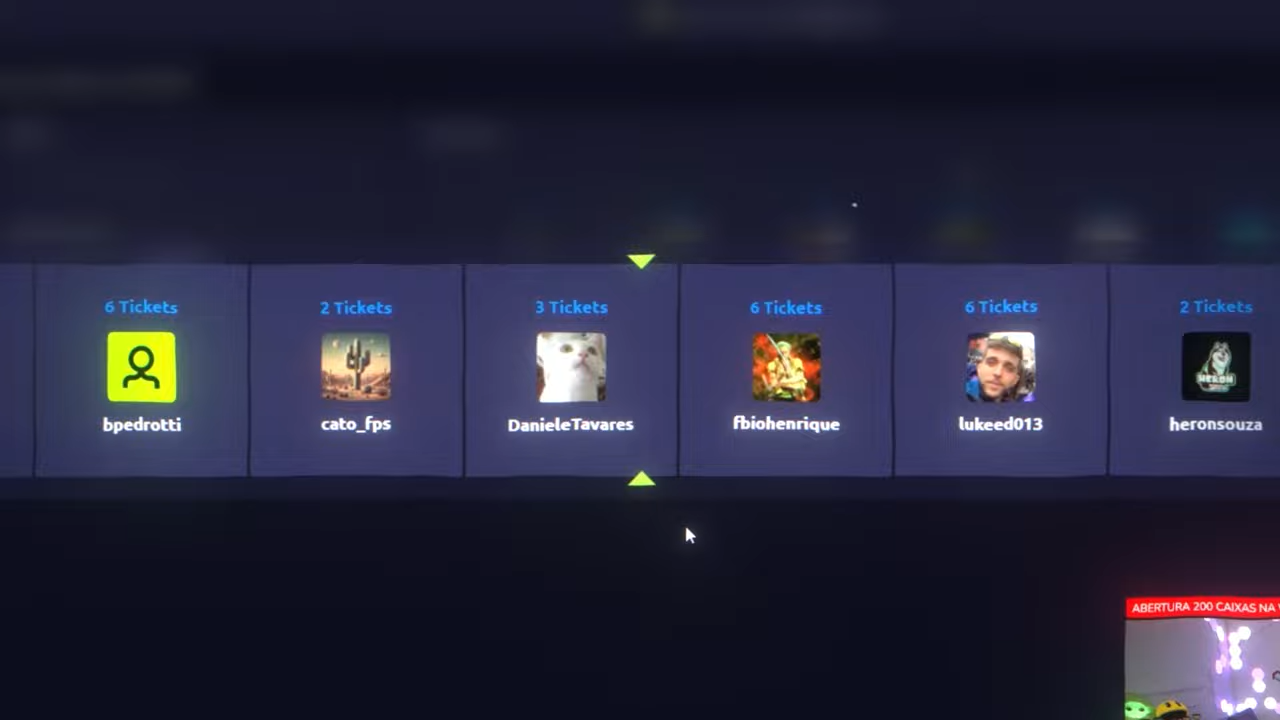 6 Tickets
2 Tickets
3 Tickets
6 Tickets
6 Tickets
2 Tickets
HERON
bpedrotti
cato_fps
DanieleTavares
fbiohenrique
lukeed013
heronsouza
ABERTURA 200 CAIXAS NA